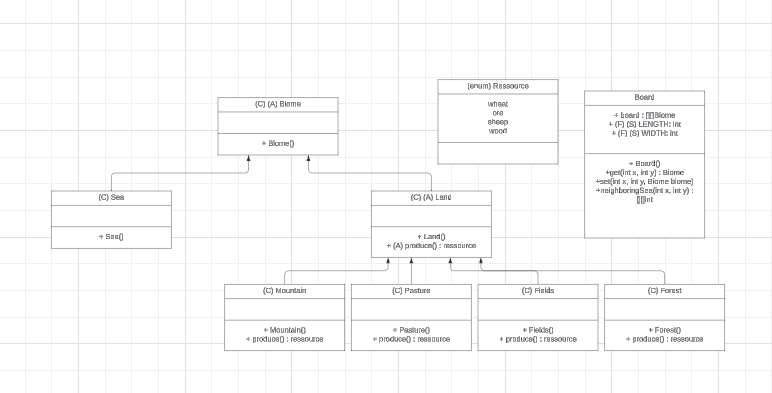 (enum) Ressource
wheat
ore
sheep
wood
Board
+ board : [][]Biome
+ (F) (S) LENGTH: int
+ (F) (S) WIDTH: int
+ Board()
+get(int x, int y) : Biome
+set(int x, int y, Biome biome)
+neighboringSea(int x, int y) :
[][]int
(C) (A) Biome
+ Biome()
(C) Sea
+ Sea()
(C) (A) Land
+ Land()
+ (A) produce() : ressource
(C) Mountain
+ Mountain()
+ produce() : ressource
(C) Pasture
+ Pasture()
+ produce() : ressource
(C) Fields
+ Fields()
+ produce() : ressource
(C) Forest
+ Forest()
+ produce() : ressource